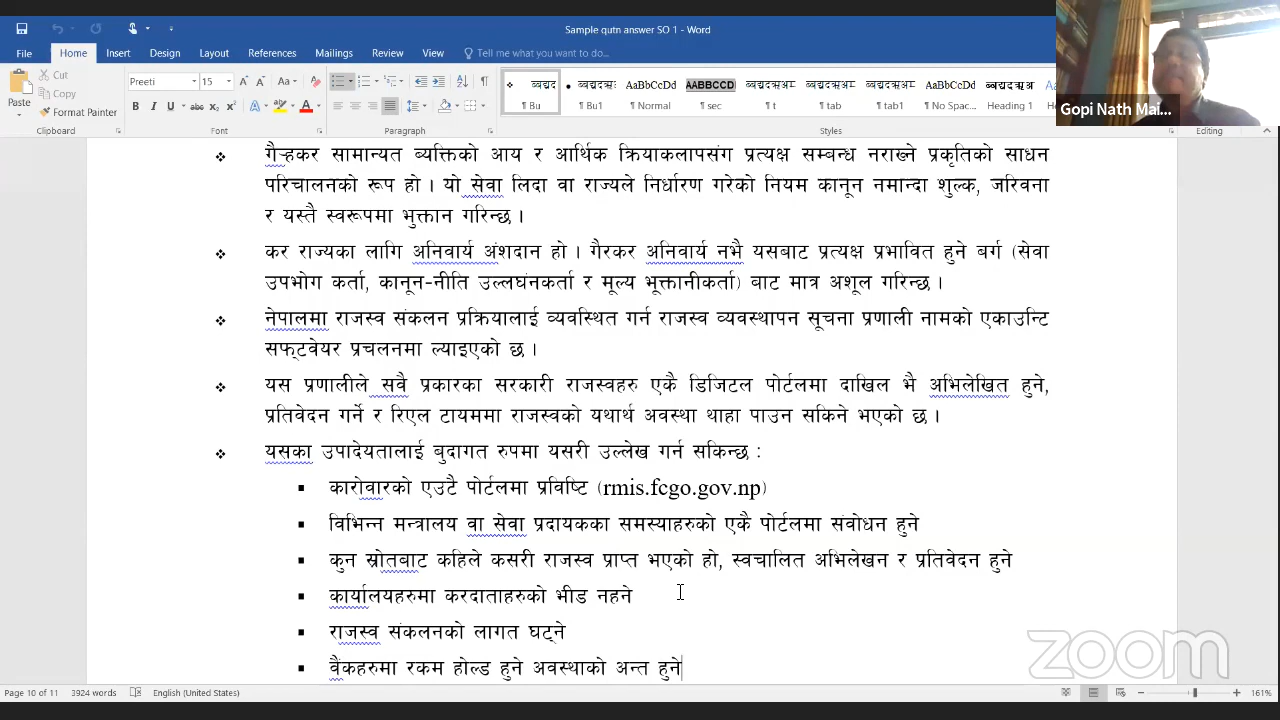 Sample qutn answer SO 1 - Word
File Home Insert Design Layout References Mailings Review View Tell me what you want to do...
Paste Cut Copy Format Painter
Preeti 15
Clipboard Font Paragraph Styles Editing
¶ Bu ¶ Bu1 ¶ Normal ¶ sec ¶ t ¶ tab ¶ tab1 ¶ No Spac... Heading 1
Gopi Nath Mai...
गैऱ्हकर सामान्यत ब्यक्तिको आय र आर्थिक क्रियाकलापसंग प्रत्यक्ष सम्बन्ध नराख्ने प्रकृतिको साधन
परिचालनको रूप हो । यो सेवा लिदा वा राज्यले निर्धारण गरेको नियम कानून नमान्दा शुल्क, जरिवना
र यस्तै स्वरूपमा भुक्तान गरिन्छ ।
कर राज्यका लागि अनिवार्य अंशदान हो । गैरकर अनिवार्य नभै यसबाट प्रत्यक्ष प्रभावित हुने बर्ग (सेवा
उपभोग कर्ता, कानून-नीति उल्लघंनकर्ता र मूल्य भूक्तानीकर्ता) बाट मात्र अशूल गरिन्छ ।
नेपालमा राजस्व संकलन प्रक्रियालाई व्यवस्थित गर्न राजस्व व्यवस्थापन सूचना प्रणाली नामको एकाउन्टि
सफ्टवेयर प्रचलनमा ल्याइएको छ ।
यस प्रणालीले सवै प्रकारका सरकारी राजस्वहरु एकै डिजिटल पोर्टलमा दाखिल भै अभिलेखित हुने,
प्रतिवेदन गर्ने र रिएल टायममा राजस्वको यथार्थ अवस्था थाहा पाउन सकिने भएको छ ।
यसका उपादेयतालाई बुदागत रुपमा यसरी उल्लेख गर्न सकिन्छ :
कारोवारको एउटै पोर्टलमा प्रविष्टि (rmis.fcgo.gov.np)
विभिन्न मन्त्रालय वा सेवा प्रदायकका समस्याहरुको एकै पोर्टलमा संवोधन हुने
कुन स्रोतबाट कहिले कसरी राजस्व प्राप्त भएको हो, स्वचालित अभिलेखन र प्रतिवेदन हुने
कार्यालयहरुमा करदाताहरुको भीड नहने
राजस्व संकलनको लागत घट्ने
वैंकहरुमा रकम होल्ड हुने अवस्थाको अन्त हुने
zoom
Page 10 of 11 3924 words English (United States) 161%